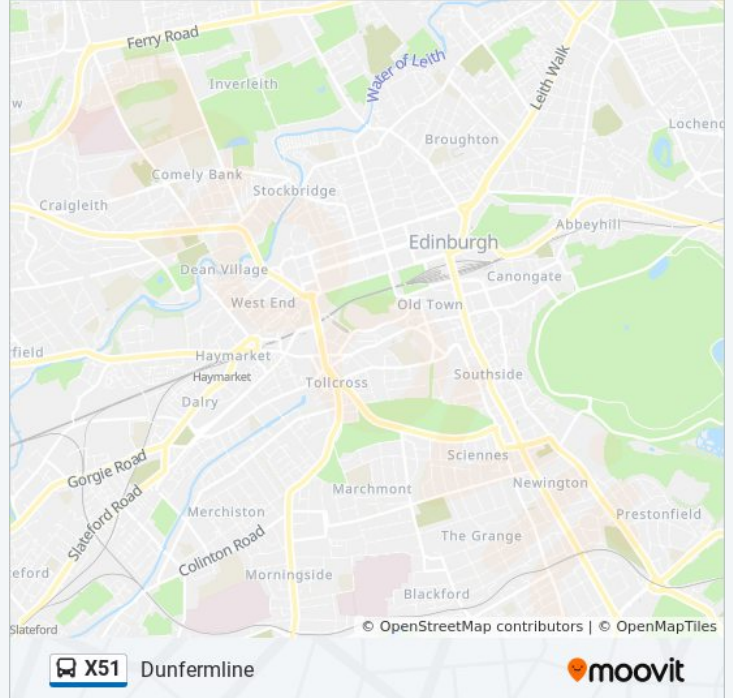 Ferry Road
Water of Leith
Leith Walk
Inverleith
w
Lochend
Broughton
Comely Bank
Stockbridge
Craigleith
Abbeyhill
Edinburgh
Dean Village
Canongate
West End
Old Town
field
Haymarket
Haymarket
Tollcross
Southside
Dalry
Sciennes
Gorgie Road
Newington
Marchmont
Slateford Road
Merchiston
Prestonfield
The Grange
Colinton Road
eford
Morningside
Blackford
Slateford
© OpenStreetMap contributors | © OpenMapTiles
X51 Dunfermline
moovit